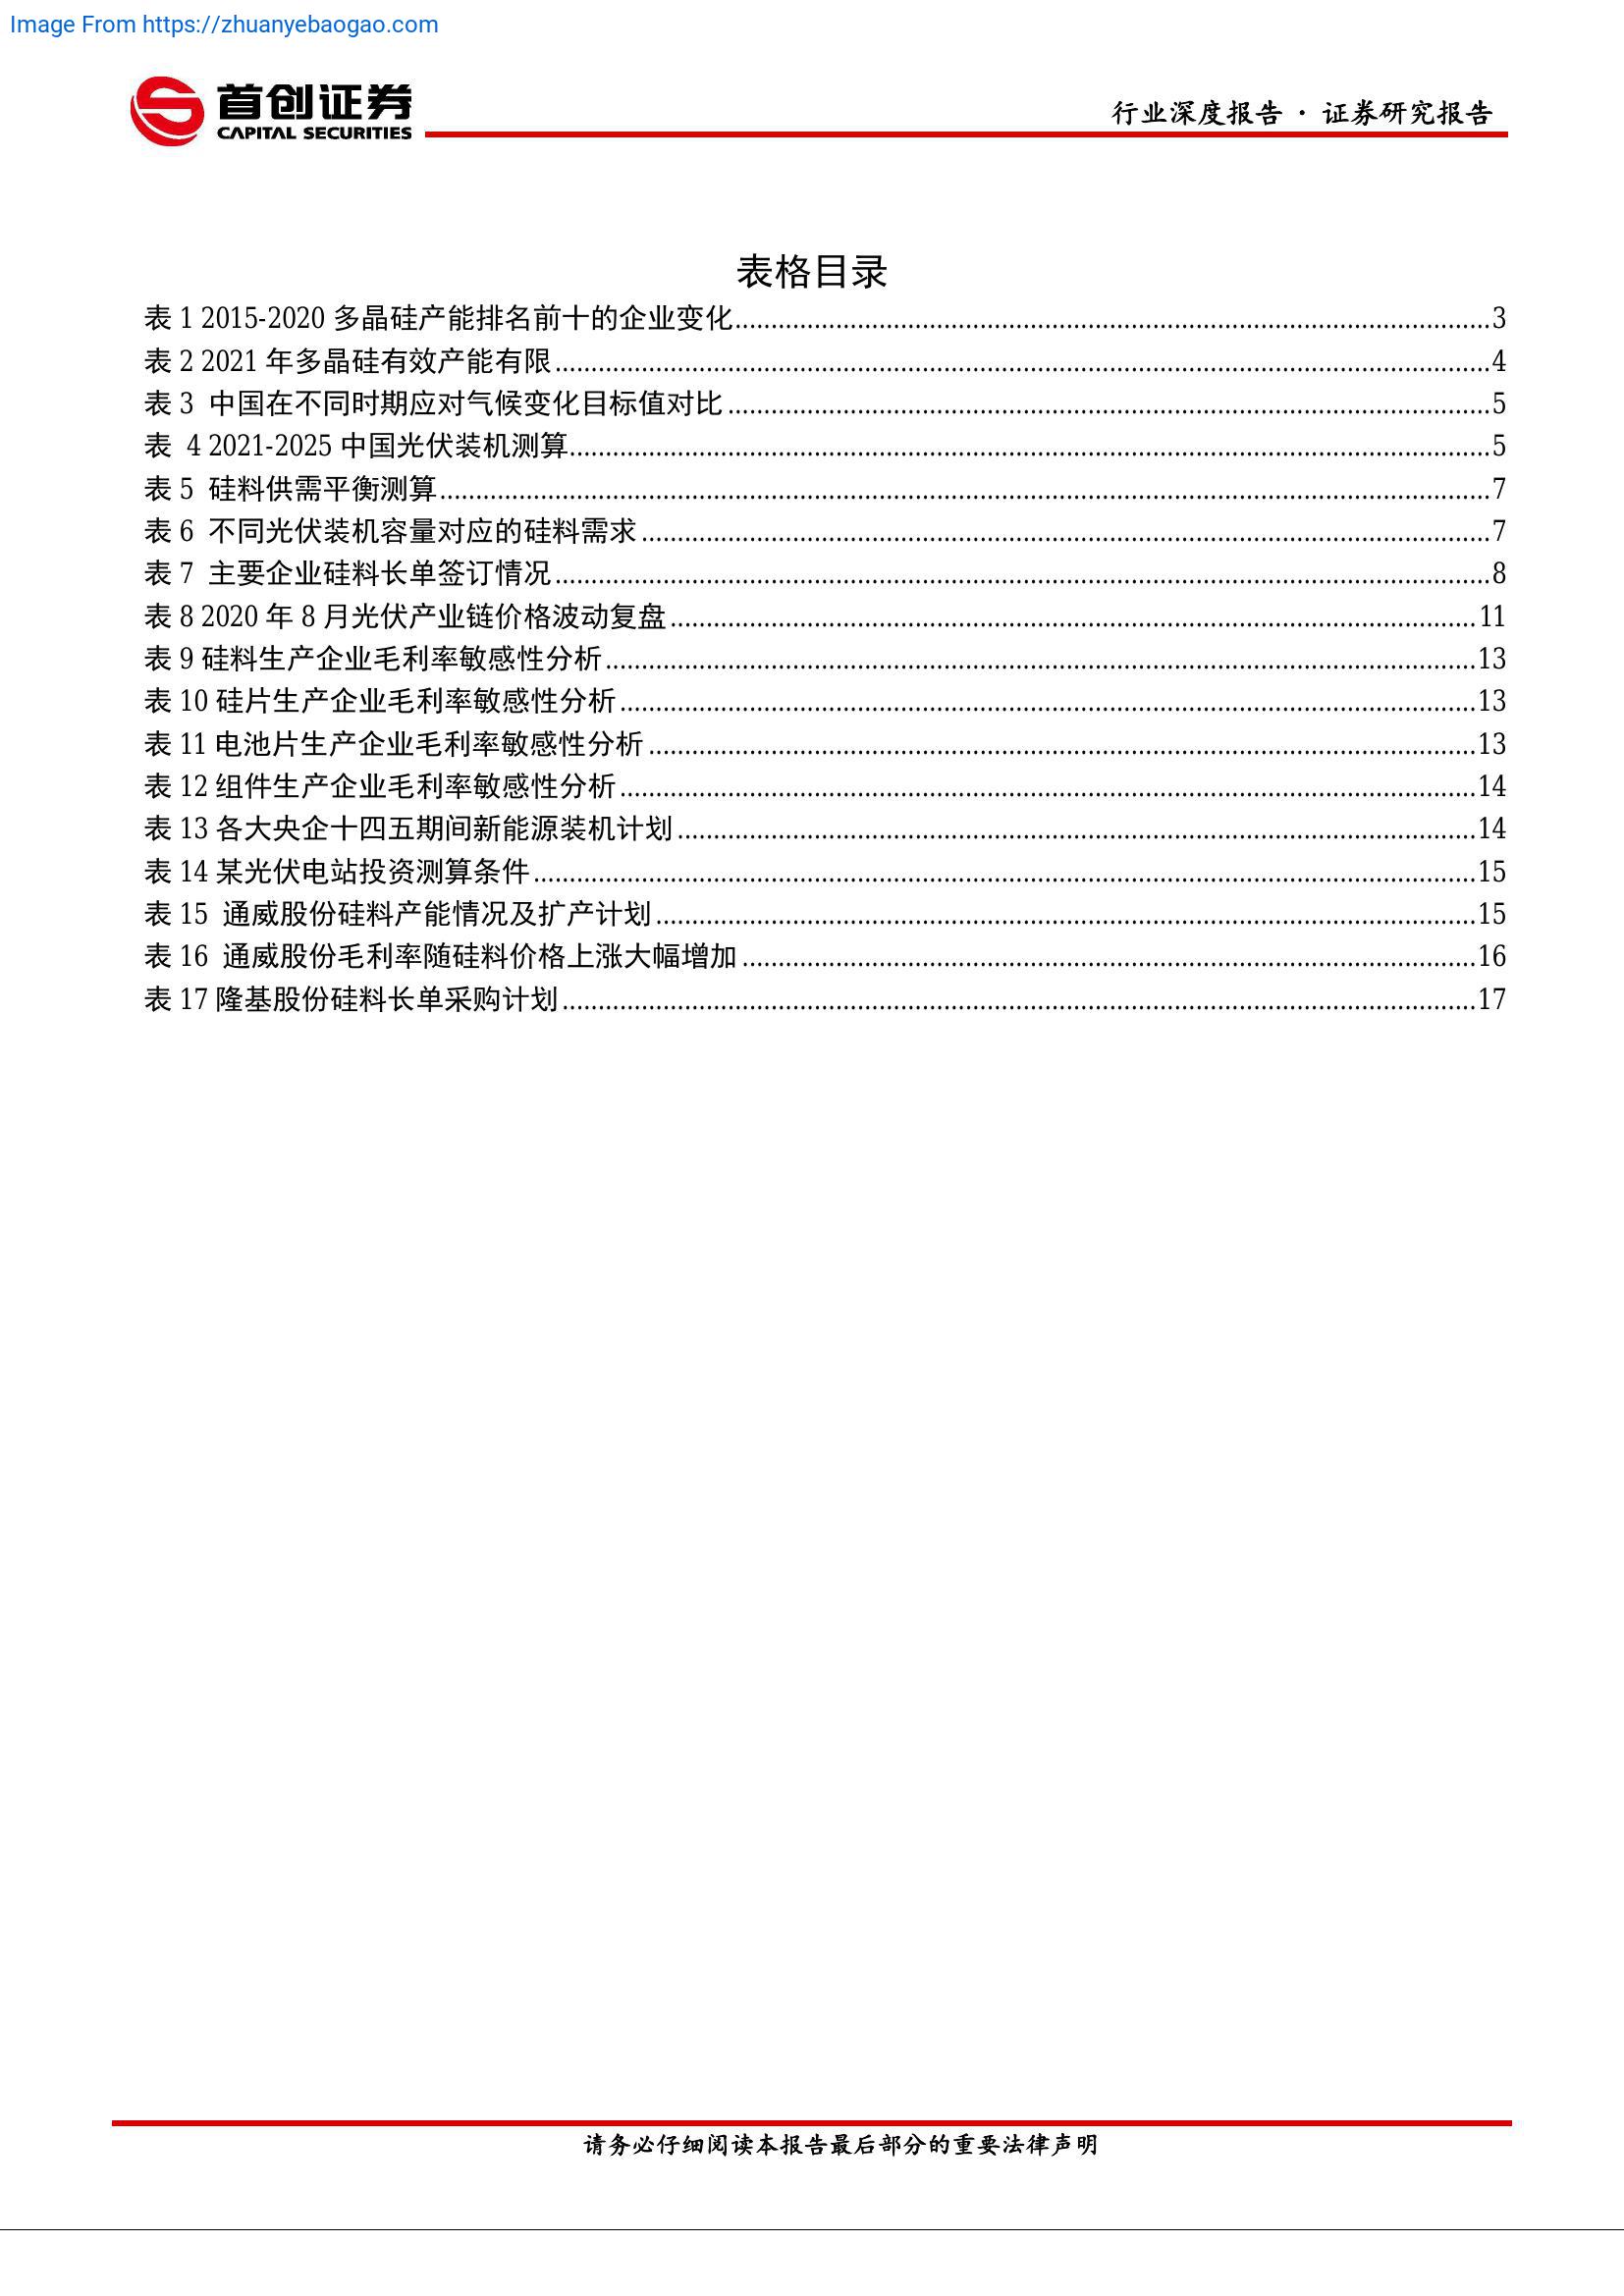 Image From https://zhuanyebaogao.com
首创证券
CAPITAL SECURITIES
行业深度报告 · 证券研究报告
表格目录
表 1 2015-2020 多晶硅产能排名前十的企业变化........................................3
表 2 2021 年多晶硅有效产能有限........................................4
表 3 中国在不同时期应对气候变化目标值对比........................................5
表 4 2021-2025 中国光伏装机测算........................................5
表 5 硅料供需平衡测算........................................7
表 6 不同光伏装机容量对应的硅料需求........................................7
表 7 主要企业硅料长单签订情况........................................8
表 8 2020 年 8 月光伏产业链价格波动复盘........................................11
表 9 硅料生产企业毛利率敏感性分析........................................13
表 10 硅片生产企业毛利率敏感性分析........................................13
表 11 电池片生产企业毛利率敏感性分析........................................13
表 12 组件生产企业毛利率敏感性分析........................................14
表 13 各大央企十四五期间新能源装机计划........................................14
表 14 某光伏电站投资测算条件........................................15
表 15 通威股份硅料产能情况及扩产计划........................................15
表 16 通威股份毛利率随硅料价格上涨大幅增加........................................16
表 17 隆基股份硅料长单采购计划........................................17
请务必仔细阅读本报告最后部分的重要法律声明